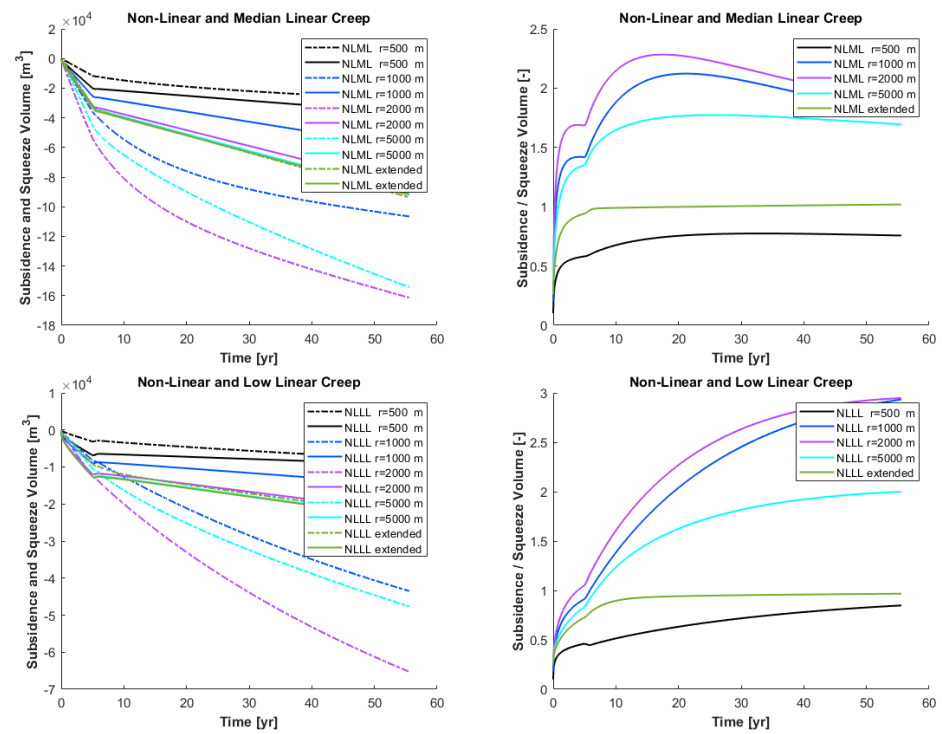 Non-Linear and Median Linear Creep
×10⁴
2
0
-2
-4
-6
-8
-10
-12
-14
-16
-18
0 10 20 30 40 50 60
Time [yr]
Subsidence and Squeeze Volume [m³]
NLML r=500 m
NLML r=500 m
NLML r=1000 m
NLML r=1000 m
NLML r=2000 m
NLML r=2000 m
NLML r=5000 m
NLML r=5000 m
NLML extended
NLML extended
Non-Linear and Median Linear Creep
2.5
2
1.5
1
0.5
0
0 10 20 30 40 50 60
Time [yr]
Subsidence / Squeeze Volume [-]
NLML r=500 m
NLML r=1000 m
NLML r=2000 m
NLML r=5000 m
NLML extended
Non-Linear and Low Linear Creep
×10⁴
1
0
-1
-2
-3
-4
-5
-6
-7
0 10 20 30 40 50 60
Time [yr]
Subsidence and Squeeze Volume [m³]
NLLL r=500 m
NLLL r=500 m
NLLL r=1000 m
NLLL r=1000 m
NLLL r=2000 m
NLLL r=2000 m
NLLL r=5000 m
NLLL r=5000 m
NLLL extended
NLLL extended
Non-Linear and Low Linear Creep
3
2.5
2
1.5
1
0.5
0
0 10 20 30 40 50 60
Time [yr]
Subsidence / Squeeze Volume [-]
NLLL r=500 m
NLLL r=1000 m
NLLL r=2000 m
NLLL r=5000 m
NLLL extended